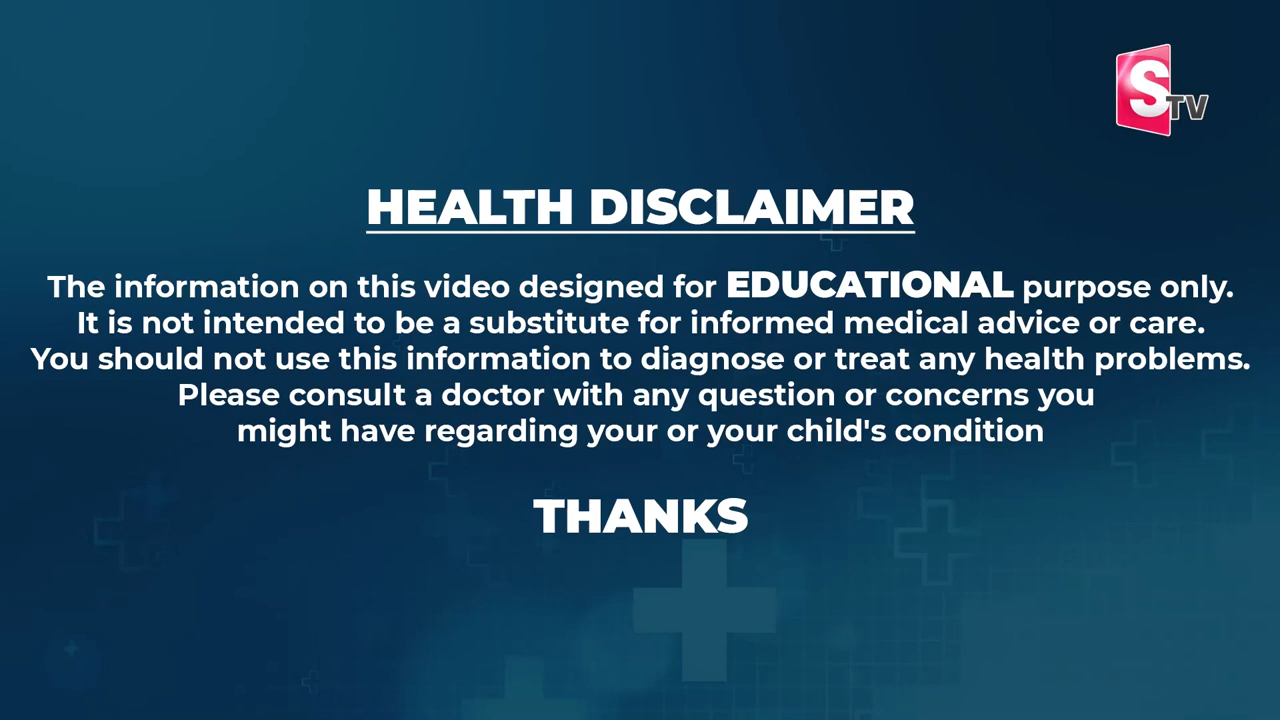 S TV
HEALTH DISCLAIMER
The information on this video designed for EDUCATIONAL purpose only.
It is not intended to be a substitute for informed medical advice or care.
You should not use this information to diagnose or treat any health problems.
Please consult a doctor with any question or concerns you
might have regarding your or your child's condition
THANKS